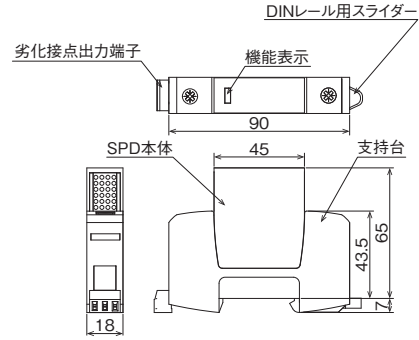 DINレール用スライダー
劣化接点出力端子
機能表示
90
SPD本体
45
支持台
43.5
65
7
18